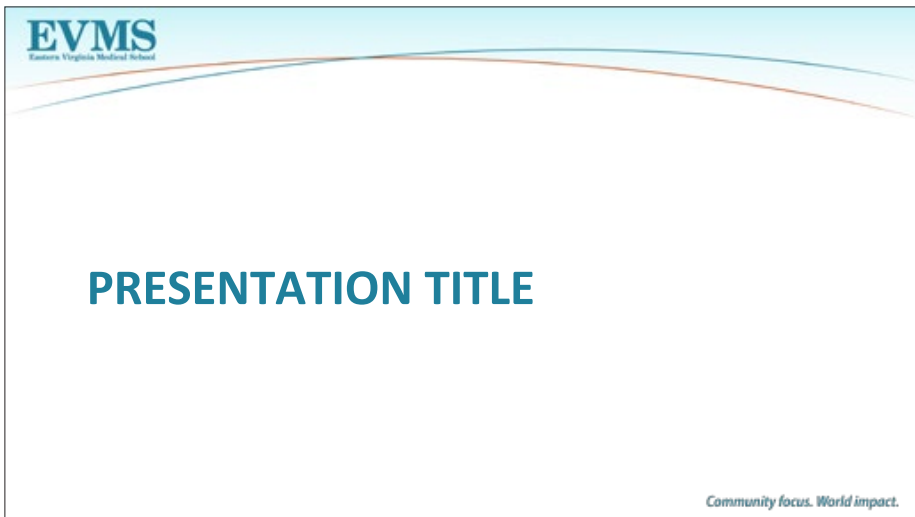 EVMS
Eastern Virginia Medical School
PRESENTATION TITLE
Community focus. World impact.